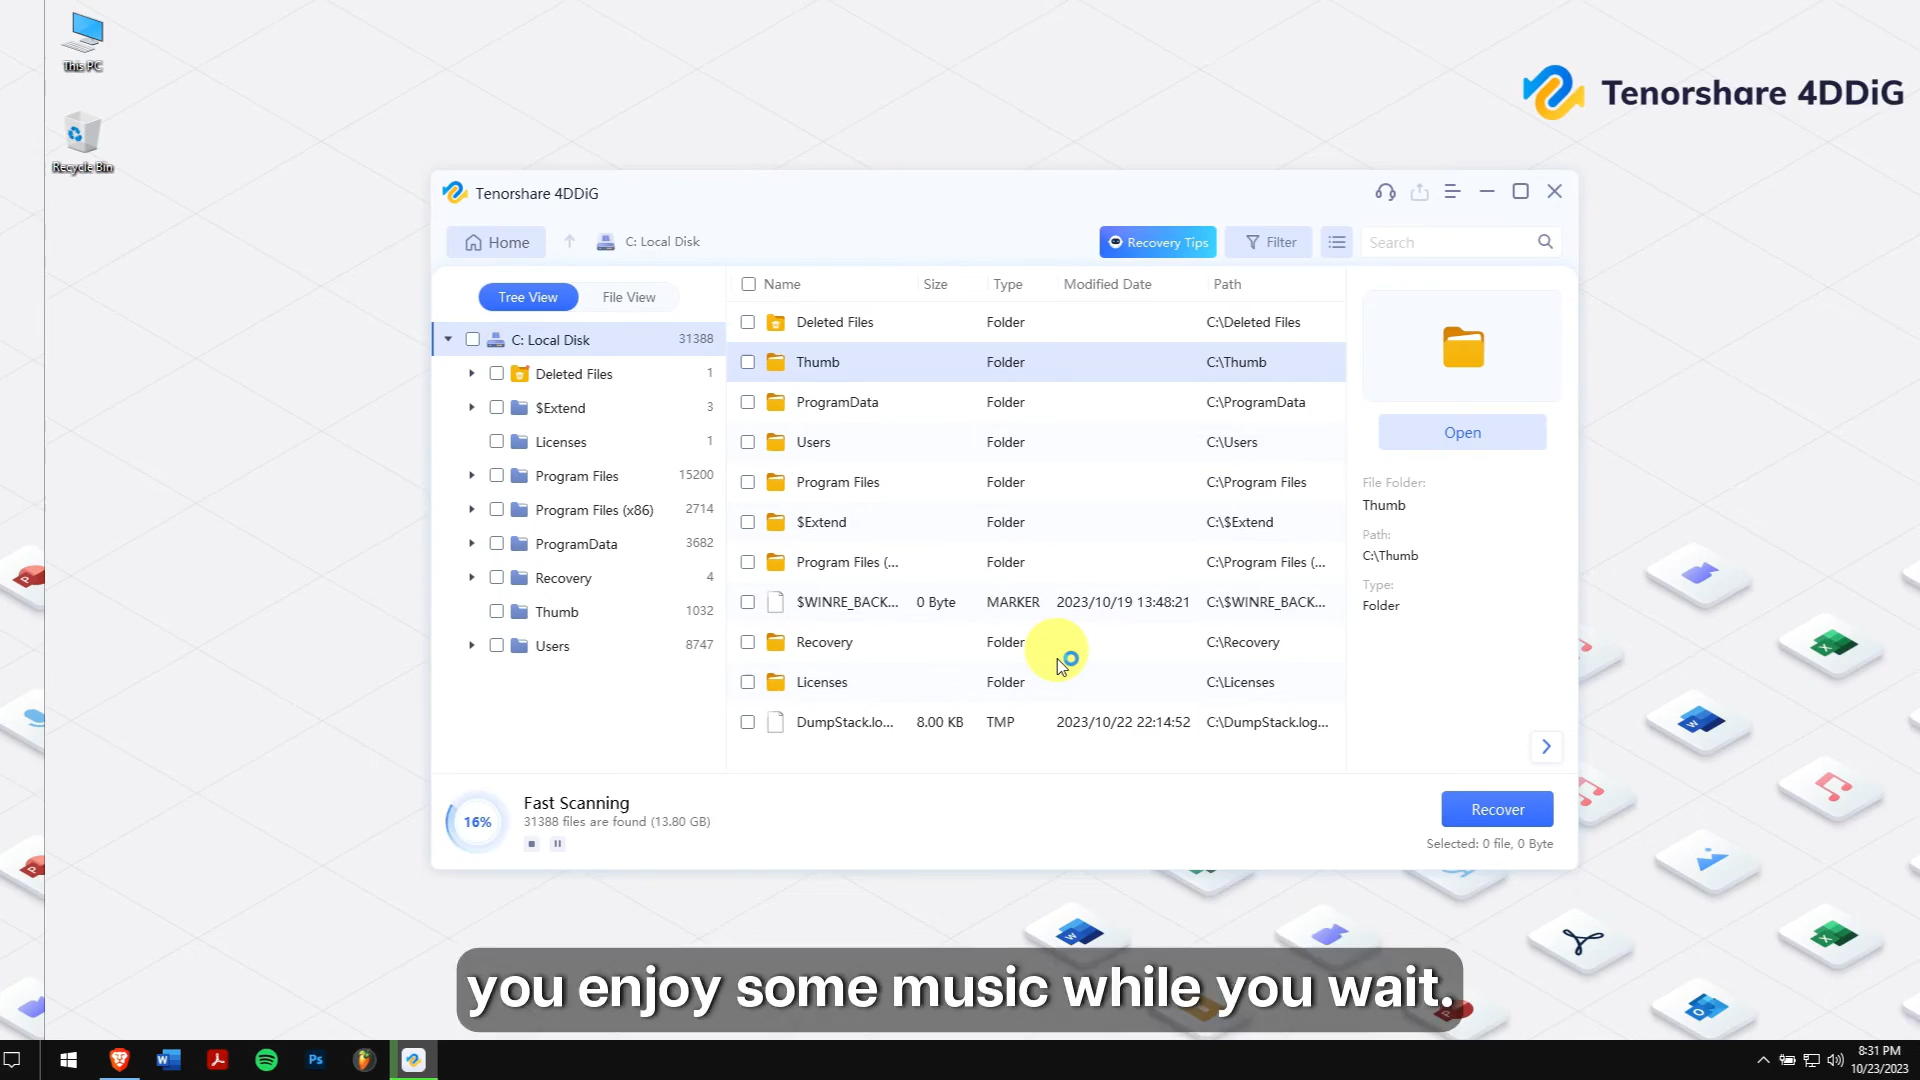 This PC
Recycle Bin
Tenorshare 4DDiG
Tenorshare 4DDiG
Home
C: Local Disk
Recovery Tips
Filter
Search
Tree View
File View
C: Local Disk 31388
Deleted Files 1
$Extend 3
Licenses 1
Program Files 15200
Program Files (x86) 2714
ProgramData 3682
Recovery 4
Thumb 1032
Users 8747
Name Size Type Modified Date Path
Deleted Files Folder C:\Deleted Files
Thumb Folder C:\Thumb
ProgramData Folder C:\ProgramData
Users Folder C:\Users
Program Files Folder C:\Program Files
$Extend Folder C:\$Extend
Program Files (... Folder C:\Program Files (...
$WINRE_BACK... 0 Byte MARKER 2023/10/19 13:48:21 C:\$WINRE_BACK...
Recovery Folder C:\Recovery
Licenses Folder C:\Licenses
DumpStack.lo... 8.00 KB TMP 2023/10/22 22:14:52 C:\DumpStack.log...
Open
File Folder:
Thumb
Path:
C:\Thumb
Type:
Folder
16%
Fast Scanning
31388 files are found (13.80 GB)
Recover
Selected: 0 file, 0 Byte
you enjoy some music while you wait.
8:31 PM
10/23/2023